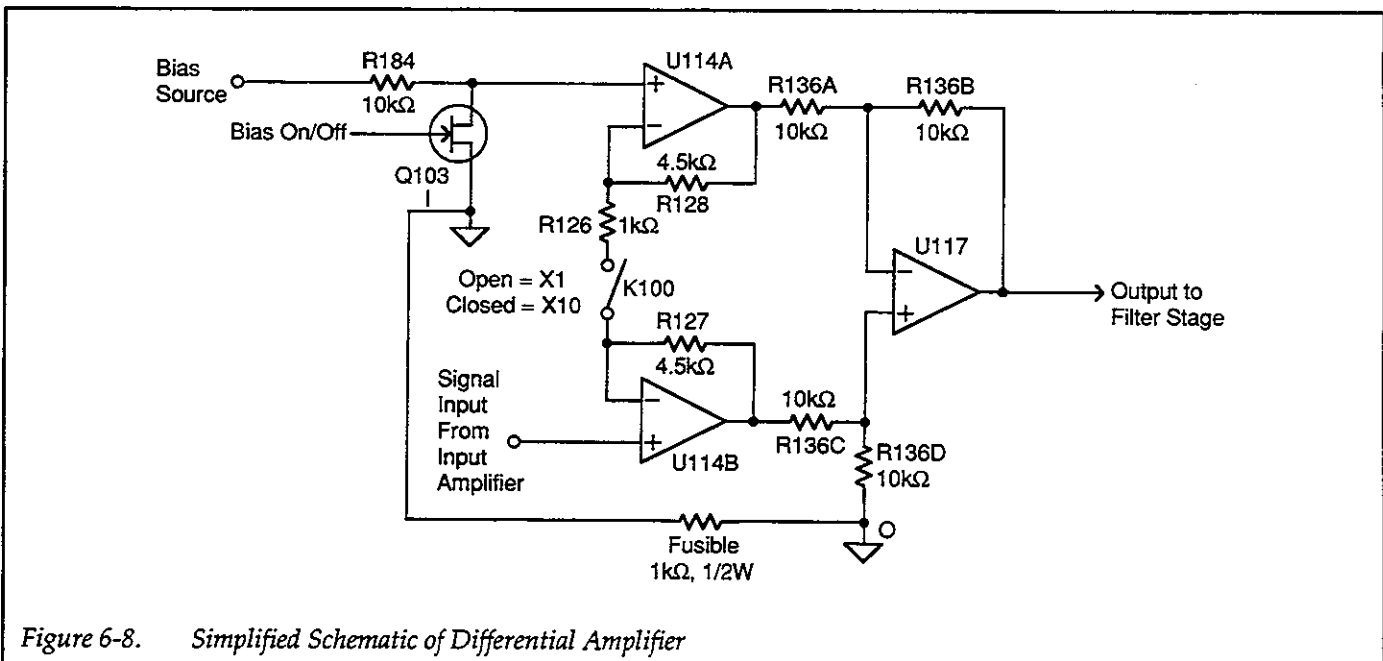 Bias
Source
R184
10kΩ
Bias On/Off
Q103
U114A
+
−
R136A
10kΩ
R136B
10kΩ
4.5kΩ
R128
R126
1kΩ
Open = X1
Closed = X10
K100
R127
4.5kΩ
U117
−
+
Output to
Filter Stage
Signal
Input
From
Input
Amplifier
−
+
U114B
10kΩ
R136C
R136D
10kΩ
Fusible
1kΩ, 1/2W
Figure 6-8. Simplified Schematic of Differential Amplifier